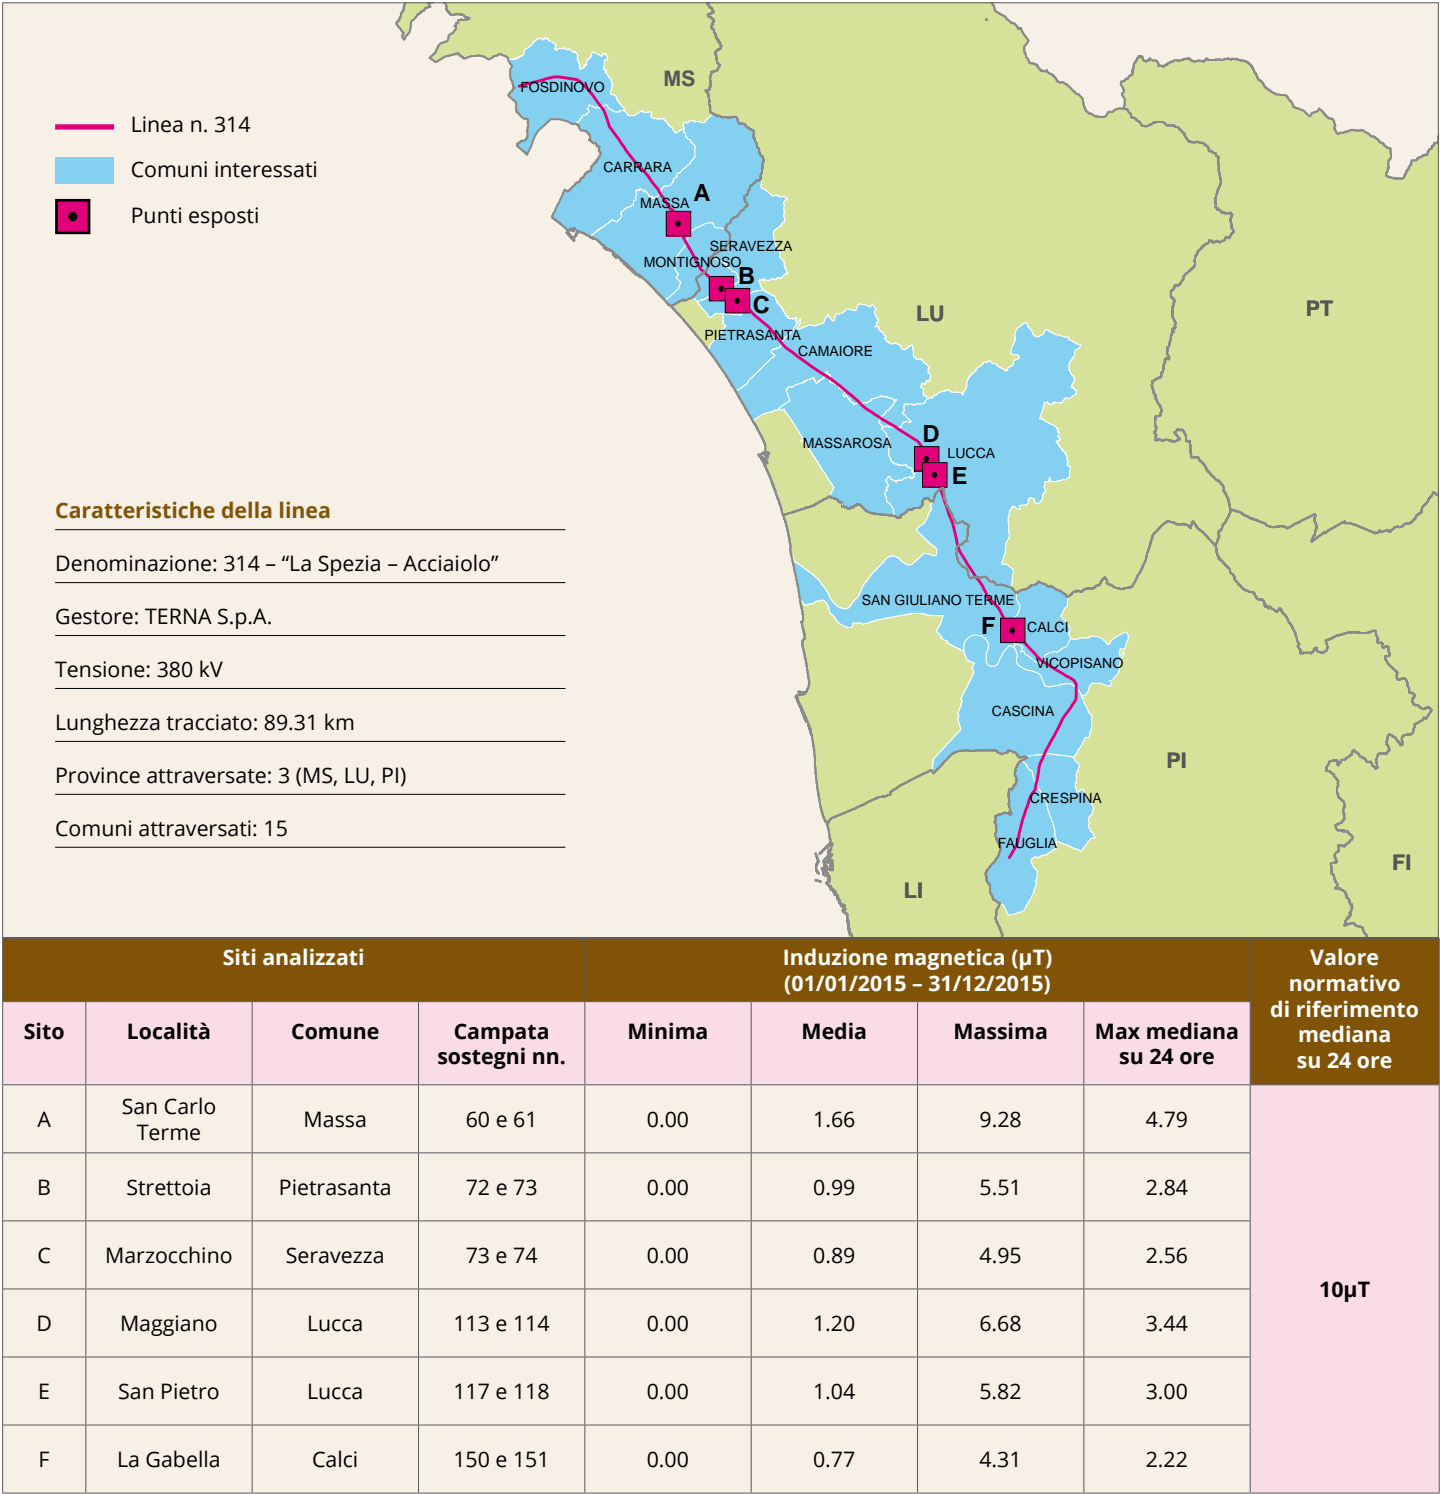 MS
FOSDINOVO
Linea n. 314
Comuni interessati
Punti esposti
CARRARA
A
MASSA
SERAVEZZA
MONTIGNOSO
B
C
LU
PT
PIETRASANTA
CAMAIORE
D
MASSAROSA
LUCCA
E
SAN GIULIANO TERME
F
CALCI
VICOPISANO
CASCINA
PI
CRESPINA
FAUGLIA
LI
FI
Caratteristiche della linea
Denominazione: 314 – “La Spezia – Acciaiolo”
Gestore: TERNA S.p.A.
Tensione: 380 kV
Lunghezza tracciato: 89.31 km
Province attraversate: 3 (MS, LU, PI)
Comuni attraversati: 15
Siti analizzati
Induzione magnetica (µT)
(01/01/2015 – 31/12/2015)
Valore
normativo
di riferimento
mediana
su 24 ore
Sito Località Comune Campata sostegni nn. Minima Media Massima Max mediana su 24 ore
A San Carlo Terme Massa 60 e 61 0.00 1.66 9.28 4.79
B Strettoia Pietrasanta 72 e 73 0.00 0.99 5.51 2.84
C Marzocchino Seravezza 73 e 74 0.00 0.89 4.95 2.56
10µT
D Maggiano Lucca 113 e 114 0.00 1.20 6.68 3.44
E San Pietro Lucca 117 e 118 0.00 1.04 5.82 3.00
F La Gabella Calci 150 e 151 0.00 0.77 4.31 2.22